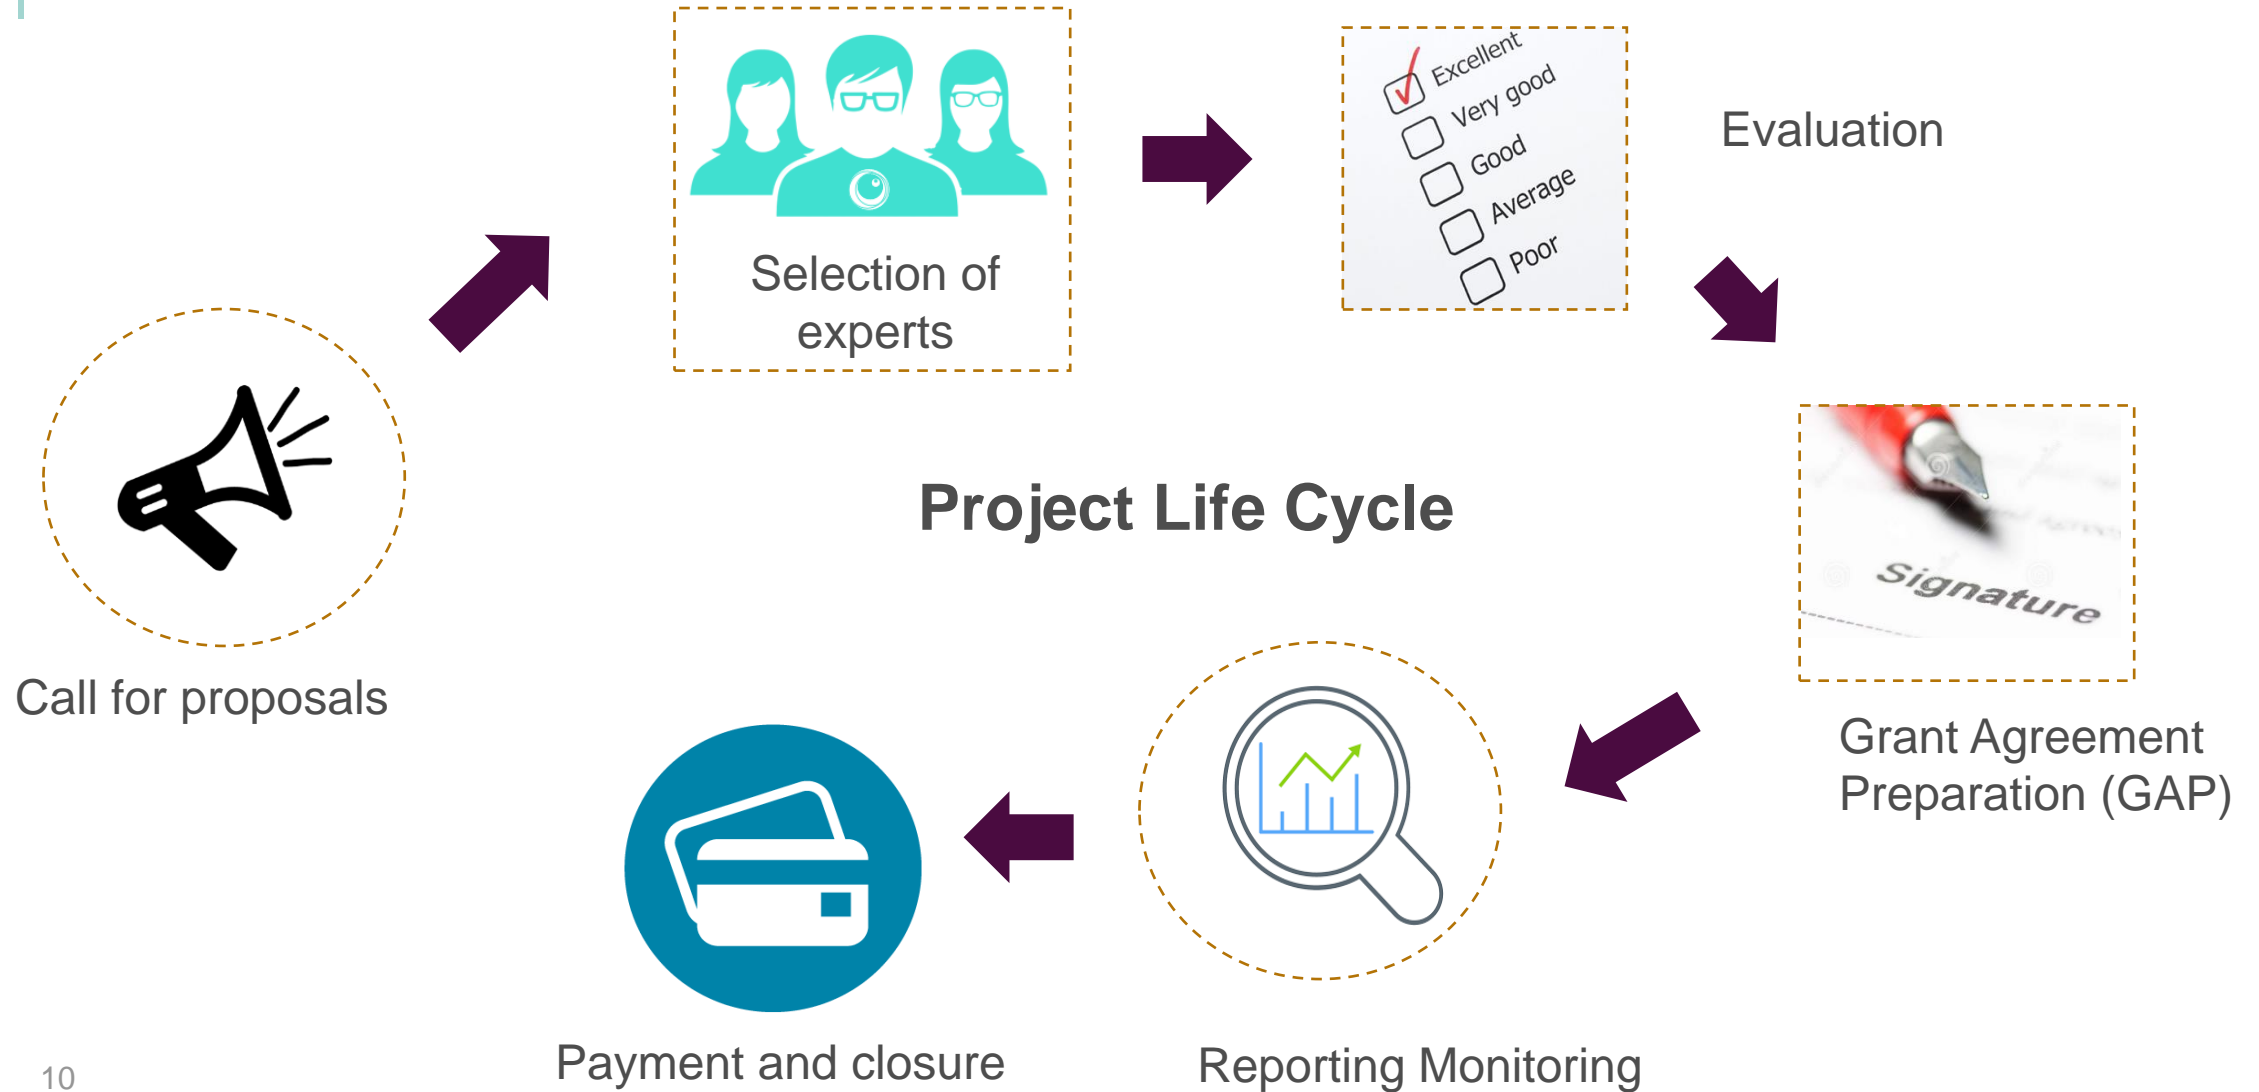 Selection of
experts
Excellent
Very good
Good
Average
Poor
Evaluation
Project Life Cycle
Call for proposals
Signature
Grant Agreement
Preparation (GAP)
Payment and closure
Reporting Monitoring
10